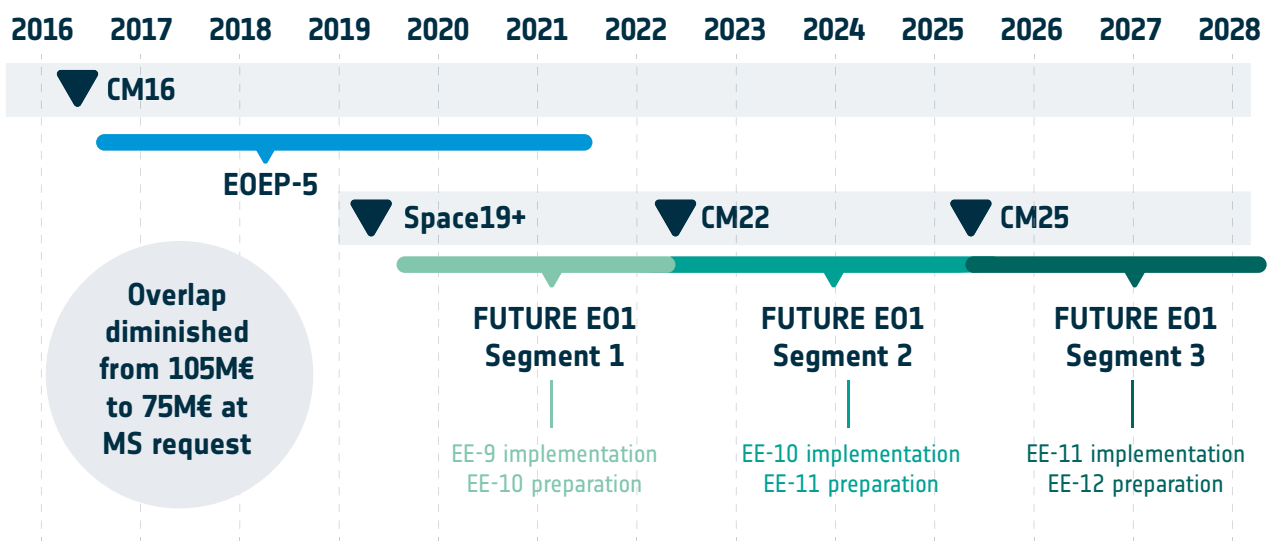 2016 2017 2018 2019 2020 2021 2022 2023 2024 2025 2026 2027 2028
CM16
EOEP-5
Space19+ CM22 CM25
Overlap
diminished
from 105M€
to 75M€ at
MS request
FUTURE EO1
Segment 1
EE-9 implementation
EE-10 preparation
FUTURE EO1
Segment 2
EE-10 implementation
EE-11 preparation
FUTURE EO1
Segment 3
EE-11 implementation
EE-12 preparation